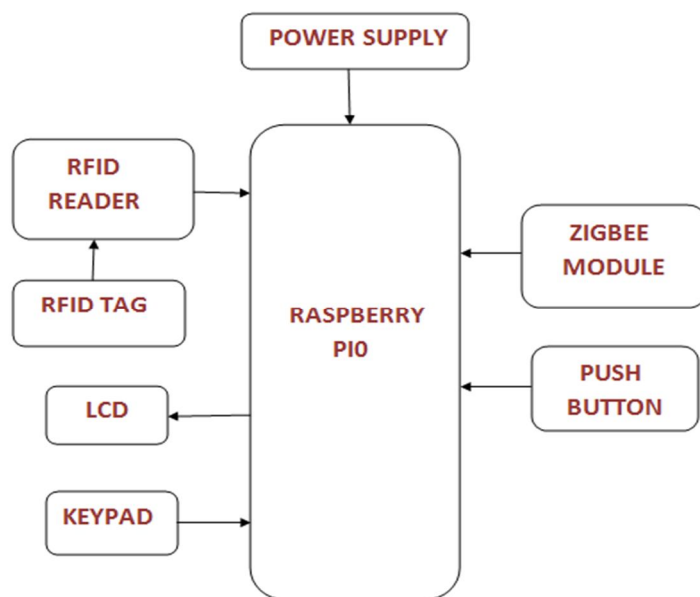 POWER SUPPLY
RFID
READER
RFID TAG
LCD
KEYPAD
RASPBERRY
PI0
ZIGBEE
MODULE
PUSH
BUTTON